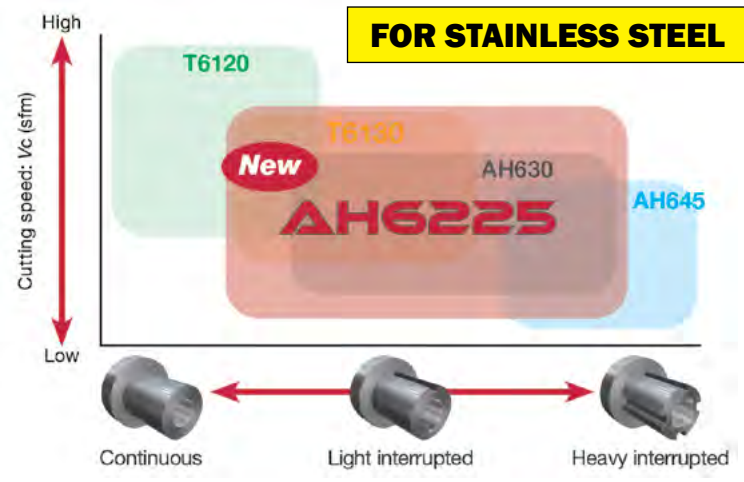 High
FOR STAINLESS STEEL
T6120
T6130
New
AH630
AH6225
AH645
Cutting speed: Vc (sfm)
Low
Continuous
Light interrupted
Heavy interrupted